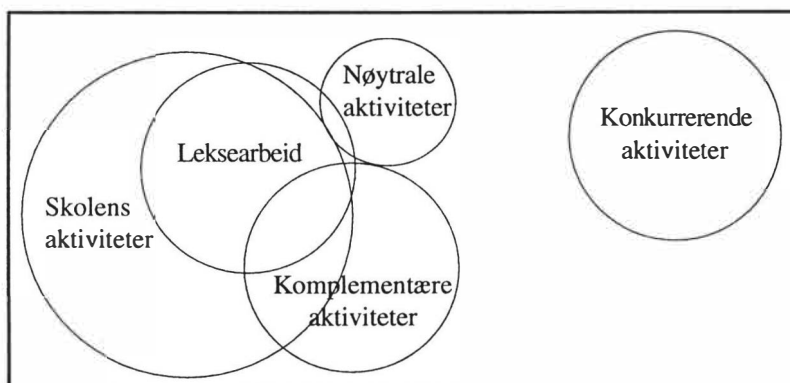 Nøytrale
aktiviteter
Konkurrerende
aktiviteter
Leksearbeid
Skolens
aktiviteter
Komplementære
aktiviteter